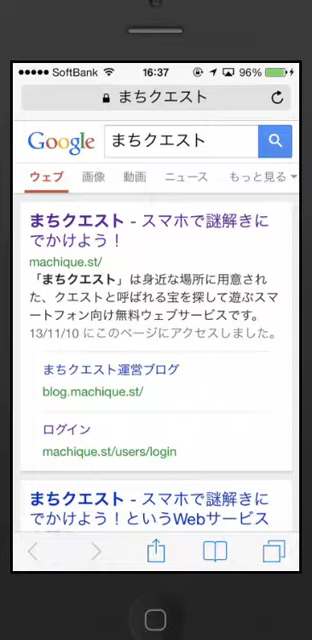 SoftBank 16:37 96%
まちクエスト
Google まちクエスト
ウェブ 画像 動画 ニュース もっと見る
まちクエスト - スマホで謎解きに
でかけよう！
machique.st/
「まちクエスト」は身近な場所に用意され
た、クエストと呼ばれる宝を探して遊ぶスマ
ートフォン向け無料ウェブサービスです。
13/11/10 にこのページにアクセスしました。
まちクエスト運営ブログ
blog.machique.st/
ログイン
machique.st/users/login
まちクエスト - スマホで謎解きに
でかけよう！というWebサービス